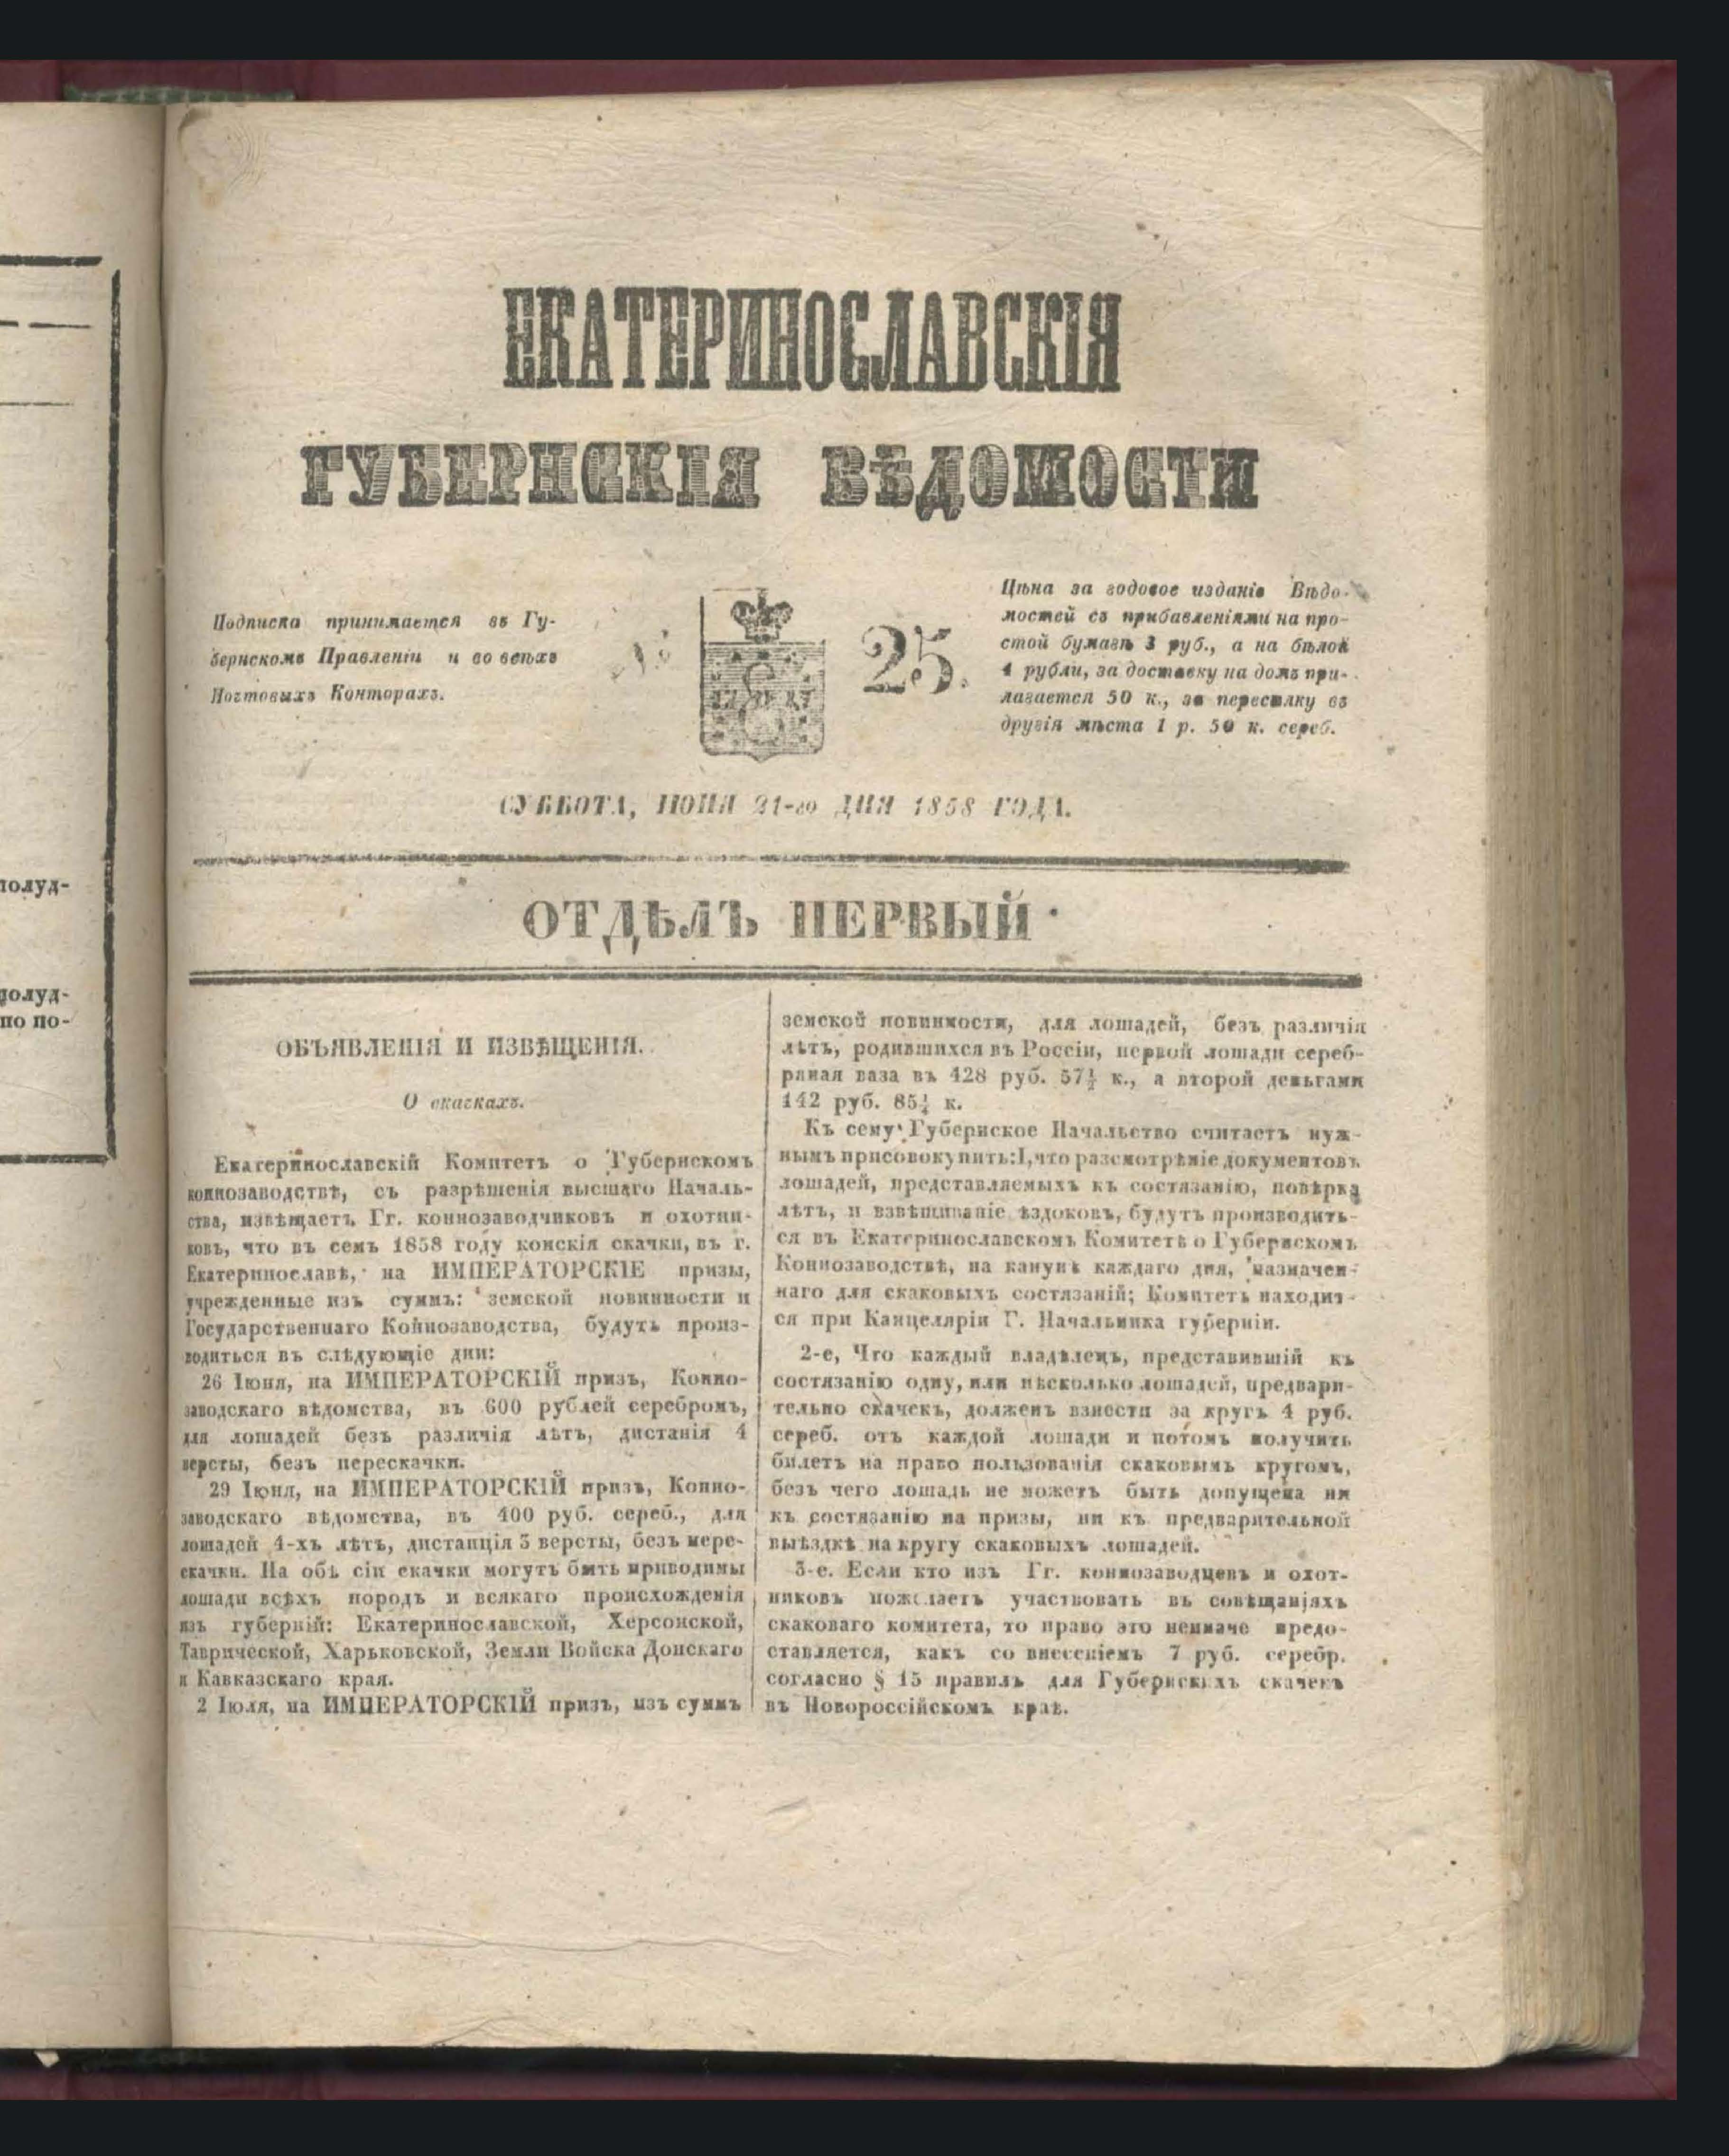 полуд-
полуд-
по по-
ЕКАТЕРИНОСЛАВСКІЯ
ГУБЕРНСКІЯ ВѢДОМОСТИ
Подписка принимается въ Гу-
бернскомъ Правленіи и во всѣхъ
Почтовыхъ Конторахъ.
№ 25.
Цѣна за годовое изданіе Вѣдо-
мостей съ прибавленіями на про-
стой бумагѣ 3 руб., а на бѣлой
4 рубли, за доставку на домъ при-
лагается 50 к., за пересылку въ
другія мѣста 1 р. 50 к. сереб.
СУББОТА, ІЮНЯ 21-го ДНЯ 1858 ГОДА.
ОТДѢЛЪ ПЕРВЫЙ
ОБЪЯВЛЕНІЯ И ИЗВѢЩЕНІЯ.
О скачкахъ.
Екатеринославскій Комитетъ о Губернскомъ
коннозаводствѣ, съ разрѣшенія высшаго Началь-
ства, извѣщаетъ Гг. коннозаводчиковъ и охотни-
ковъ, что въ семъ 1858 году конскія скачки, въ г.
Екатеринославѣ, на ИМПЕРАТОРСКІЕ призы,
учрежденные изъ суммъ: земской повинности и
Государственнаго Коннозаводства, будутъ произ-
водиться въ слѣдующіе дни:
26 Іюня, на ИМПЕРАТОРСКІЙ призъ, Конно-
заводскаго вѣдомства, въ 600 рублей серебромъ,
для лошадей безъ различія лѣтъ, дистанія 4
версты, безъ перескачки.
29 Іюня, на ИМПЕРАТОРСКІЙ призъ, Конно-
заводскаго вѣдомства, въ 400 руб. сереб., для
лошадей 4-хъ лѣтъ, дистанція 3 версты, безъ пере-
скачки. На обѣ сіи скачки могутъ быть приводимы
лошади всѣхъ породъ и всякаго происхожденія
изъ губерній: Екатеринославской, Херсонской,
Таврической, Харьковской, Земли Войска Донскаго
и Кавказскаго края.
2 Іюля, на ИМПЕРАТОРСКІЙ призъ, изъ суммъ
земской повинности, для лошадей, безъ различія
лѣтъ, родившихся въ Россіи, первой лошади сереб-
ряная ваза въ 428 руб. 57½ к., а второй деньгами
142 руб. 85¼ к.
Къ сему Губернское Начальство считаетъ нуж-
нымъ присовокупить: I, что разсмотрѣніе документовъ
лошадей, представляемыхъ къ состязанію, повѣрка
лѣтъ, и взвѣшиваніе ѣздоковъ, будутъ производить-
ся въ Екатеринославскомъ Комитетѣ о Губернскомъ
Коннозаводствѣ, на канунѣ каждаго дня, назначен-
наго для скаковыхъ состязаній; Комитетъ находит-
ся при Канцеляріи Г. Начальника губерніи.
2-е, Что каждый владѣлецъ, представившій къ
состязанію одну, или нѣсколько лошадей, предвари-
тельно скачекъ, долженъ взнести за кругъ 4 руб.
сереб. отъ каждой лошади и потомъ получить
билетъ на право пользованія скаковымъ кругомъ,
безъ чего лошадь не можетъ быть допущена ни
къ состязанію на призы, ни къ предварительной
выѣздкѣ на кругу скаковыхъ лошадей.
3-е. Если кто изъ Гг. коннозаводцевъ и охот-
никовъ пожелаетъ участвовать въ совѣщаніяхъ
скаковаго комитета, то право это неиначе предо-
ставляется, какъ со внесеніемъ 7 руб. серебр.
согласно § 15 правилъ для Губернскихъ скачекъ
въ Новороссійскомъ краѣ.